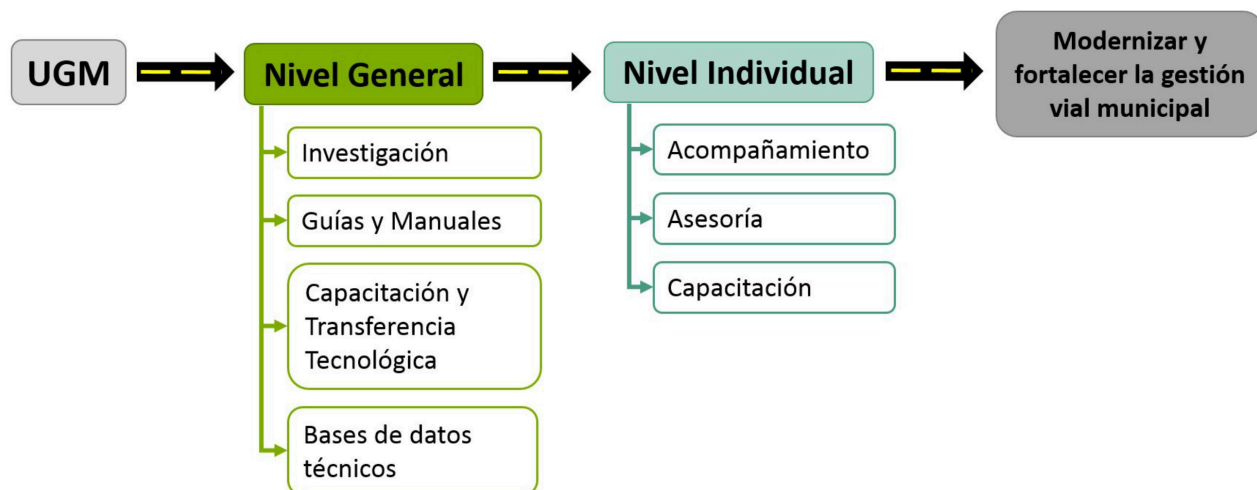 UGM
Nivel General
Investigación
Guías y Manuales
Capacitación y
Transferencia
Tecnológica
Bases de datos
técnicos
Nivel Individual
Acompañamiento
Asesoría
Capacitación
Modernizar y
fortalecer la gestión
vial municipal